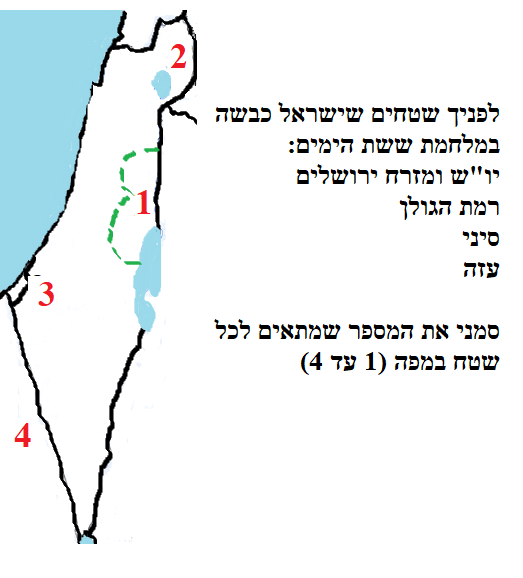 לפניך שטחים שישראל כבשה
במלחמת ששת הימים:
יו"ש ומזרח ירושלים
רמת הגולן
סיני
עזה
סמני את המספר שמתאים לכל
שטח במפה (1 עד 4)
2
1
3
4